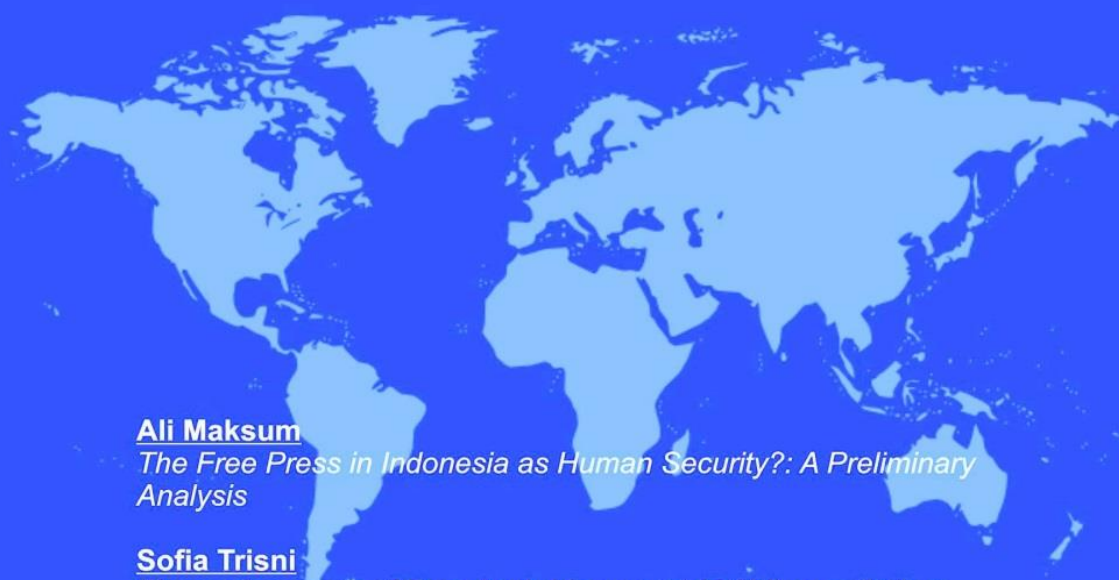 Ali Maksum
The Free Press in Indonesia as Human Security?: A Preliminary
Analysis
Sofia Trisni